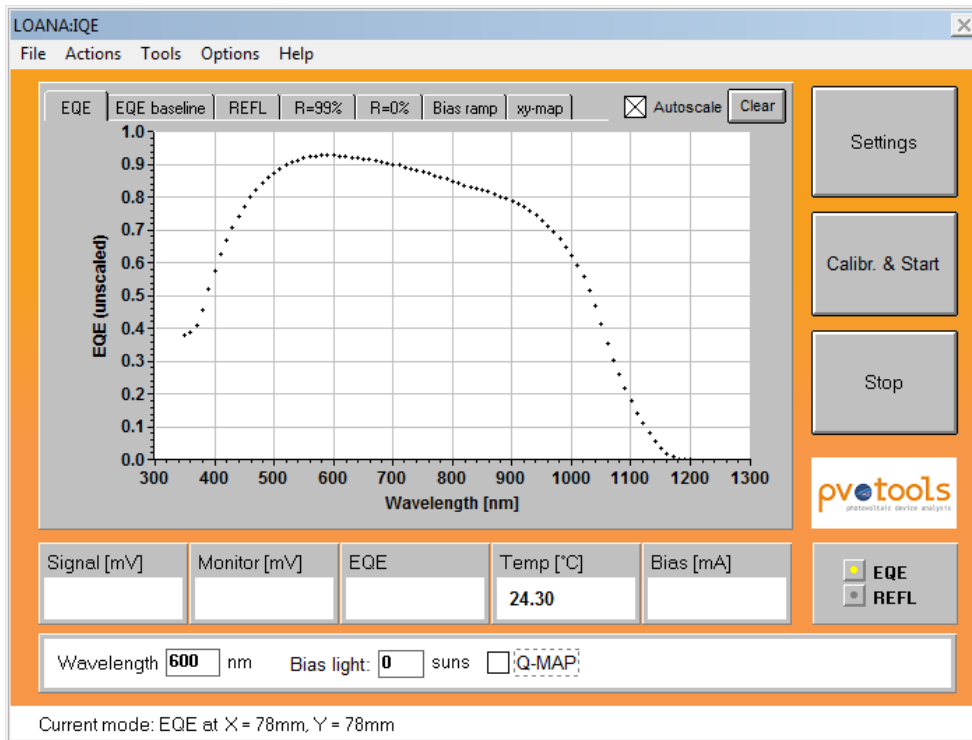 LOANA:IQE
File Actions Tools Options Help
EQE EQE baseline REFL R=99% R=0% Bias ramp xy-map Autoscale Clear
1.0
0.9
0.8
0.7
0.6
0.5
0.4
0.3
0.2
0.1
0.0
EQE (unscaled)
300 400 500 600 700 800 900 1000 1100 1200 1300
Wavelength [nm]
Settings
Calibr. & Start
Stop
pv tools
photovoltaic device analysis
Signal [mV] Monitor [mV] EQE Temp [°C] Bias [mA]
24.30
EQE
REFL
Wavelength 600 nm Bias light: 0 suns Q-MAP
Current mode: EQE at X = 78mm, Y = 78mm